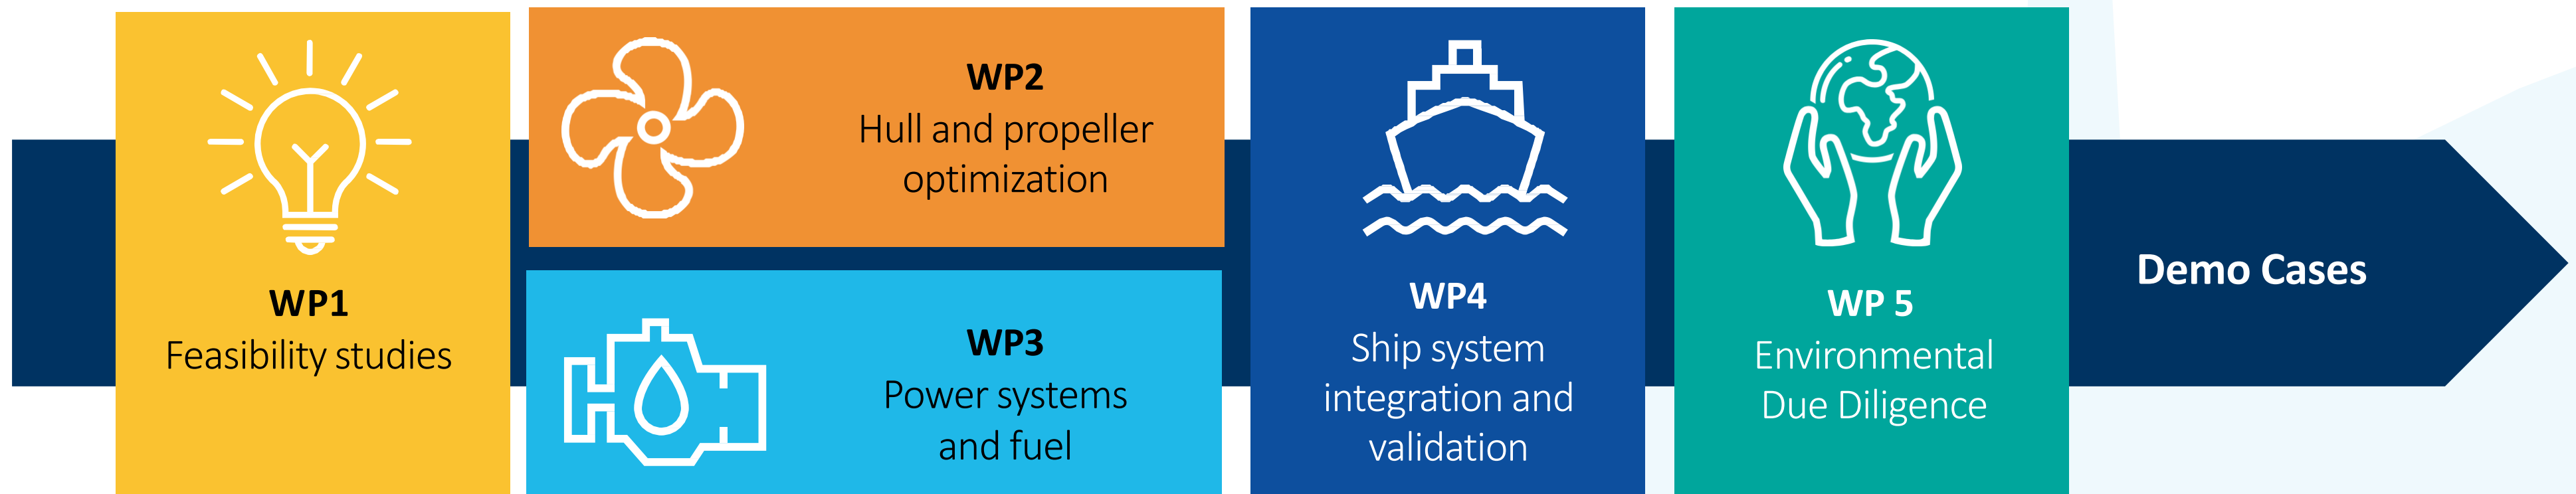 WP1
Feasibility studies
WP2
Hull and propeller
optimization
WP3
Power systems
and fuel
WP4
Ship system
integration and
validation
WP 5
Environmental
Due Diligence
Demo Cases